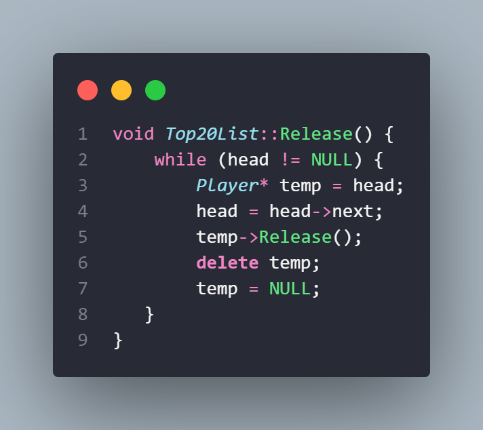 1 void Top20List::Release() {
2     while (head != NULL) {
3         Player* temp = head;
4         head = head->next;
5         temp->Release();
6         delete temp;
7         temp = NULL;
8    }
9 }